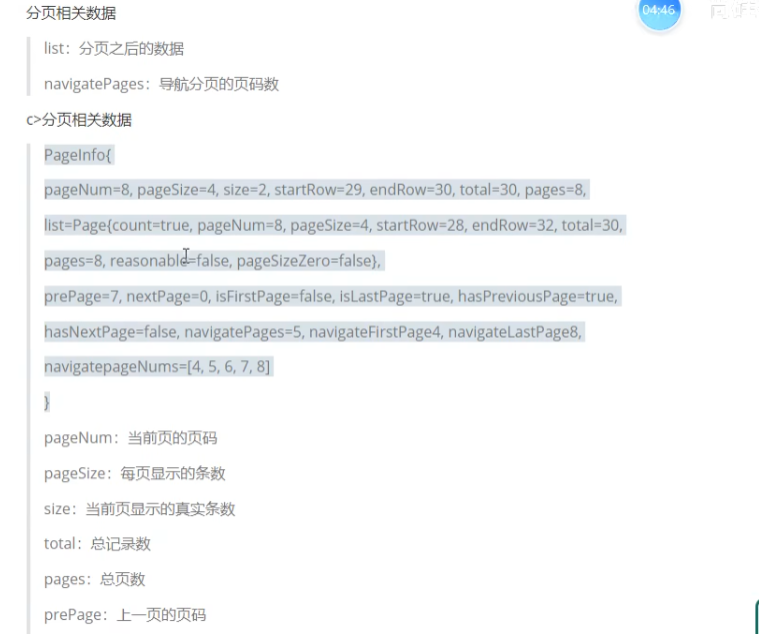 分页相关数据
04:46
list：分页之后的数据
navigatePages：导航分页的页码数
c>分页相关数据
PageInfo{
pageNum=8, pageSize=4, size=2, startRow=29, endRow=30, total=30, pages=8,
list=Page{count=true, pageNum=8, pageSize=4, startRow=28, endRow=32, total=30,
pages=8, reasonable=false, pageSizeZero=false},
prePage=7, nextPage=0, isFirstPage=false, isLastPage=true, hasPreviousPage=true,
hasNextPage=false, navigatePages=5, navigateFirstPage4, navigateLastPage8,
navigatepageNums=[4, 5, 6, 7, 8]
}
pageNum：当前页的页码
pageSize：每页显示的条数
size：当前页显示的真实条数
total：总记录数
pages：总页数
prePage：上一页的页码